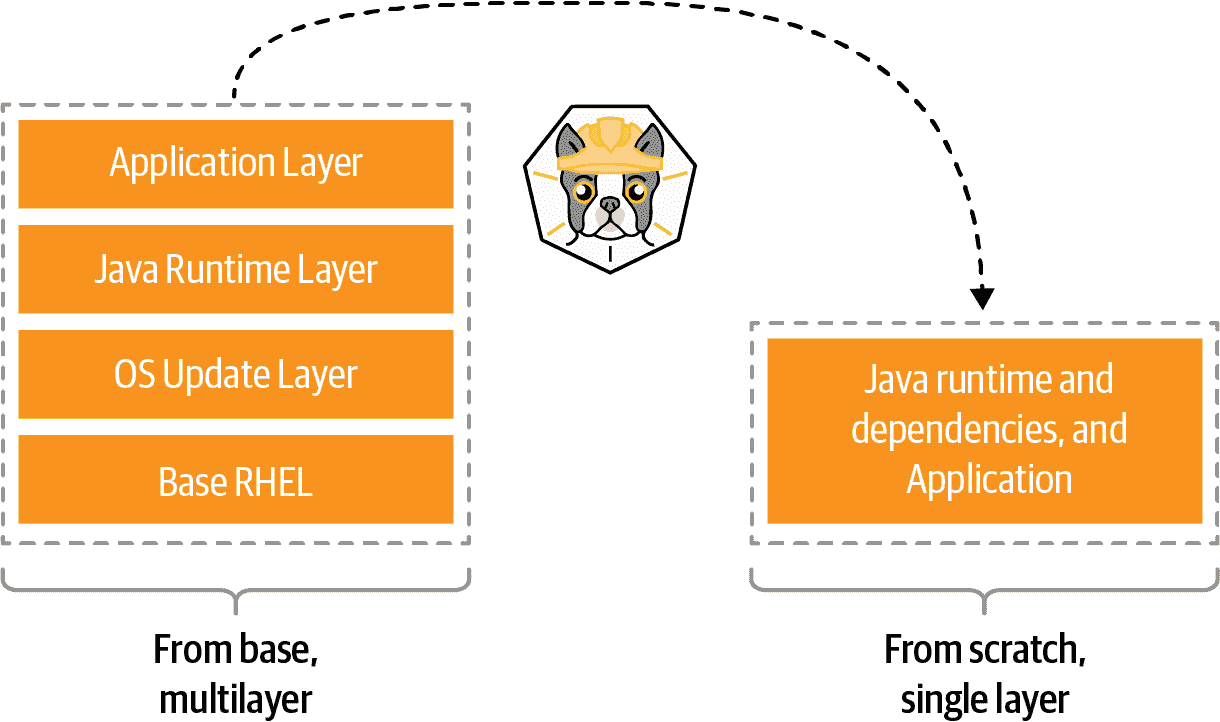 Application Layer
Java Runtime Layer
OS Update Layer
Base RHEL
From base,
multilayer
Java runtime and
dependencies, and
Application
From scratch,
single layer